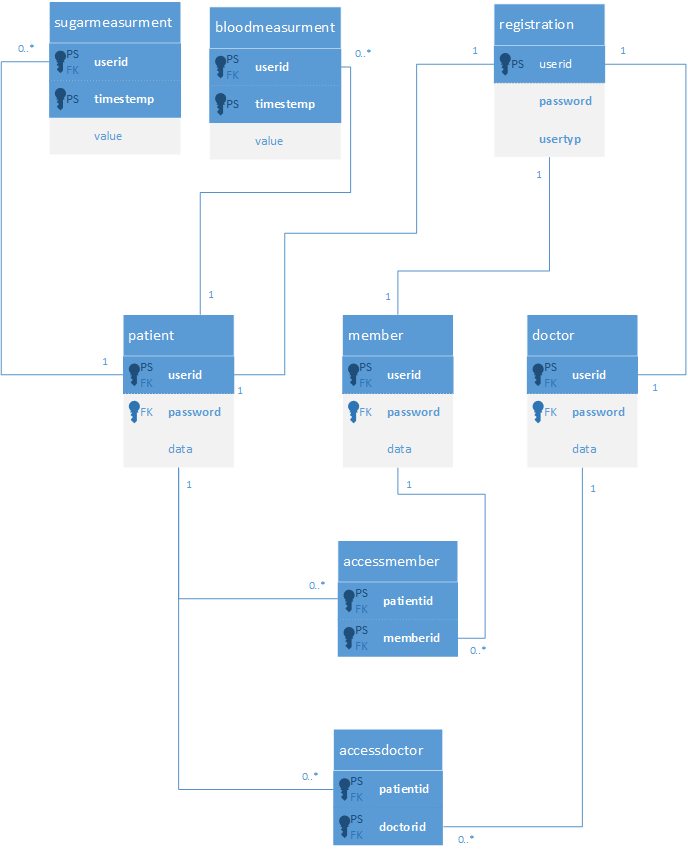 sugarmeasurment
PS
FK
userid
PS
timestemp
value
bloodmeasurment
PS
FK
userid
PS
timestemp
value
registration
PS
userid
password
usertyp
0..*
0..*
1
1
1
1
1
1
1
1
patient
PS
FK
userid
FK
password
data
member
PS
FK
userid
FK
password
data
doctor
PS
FK
userid
FK
password
data
1
1
1
accessmember
PS
FK
patientid
PS
FK
memberid
0..*
0..*
accessdoctor
PS
FK
patientid
PS
FK
doctorid
0..*
0..*